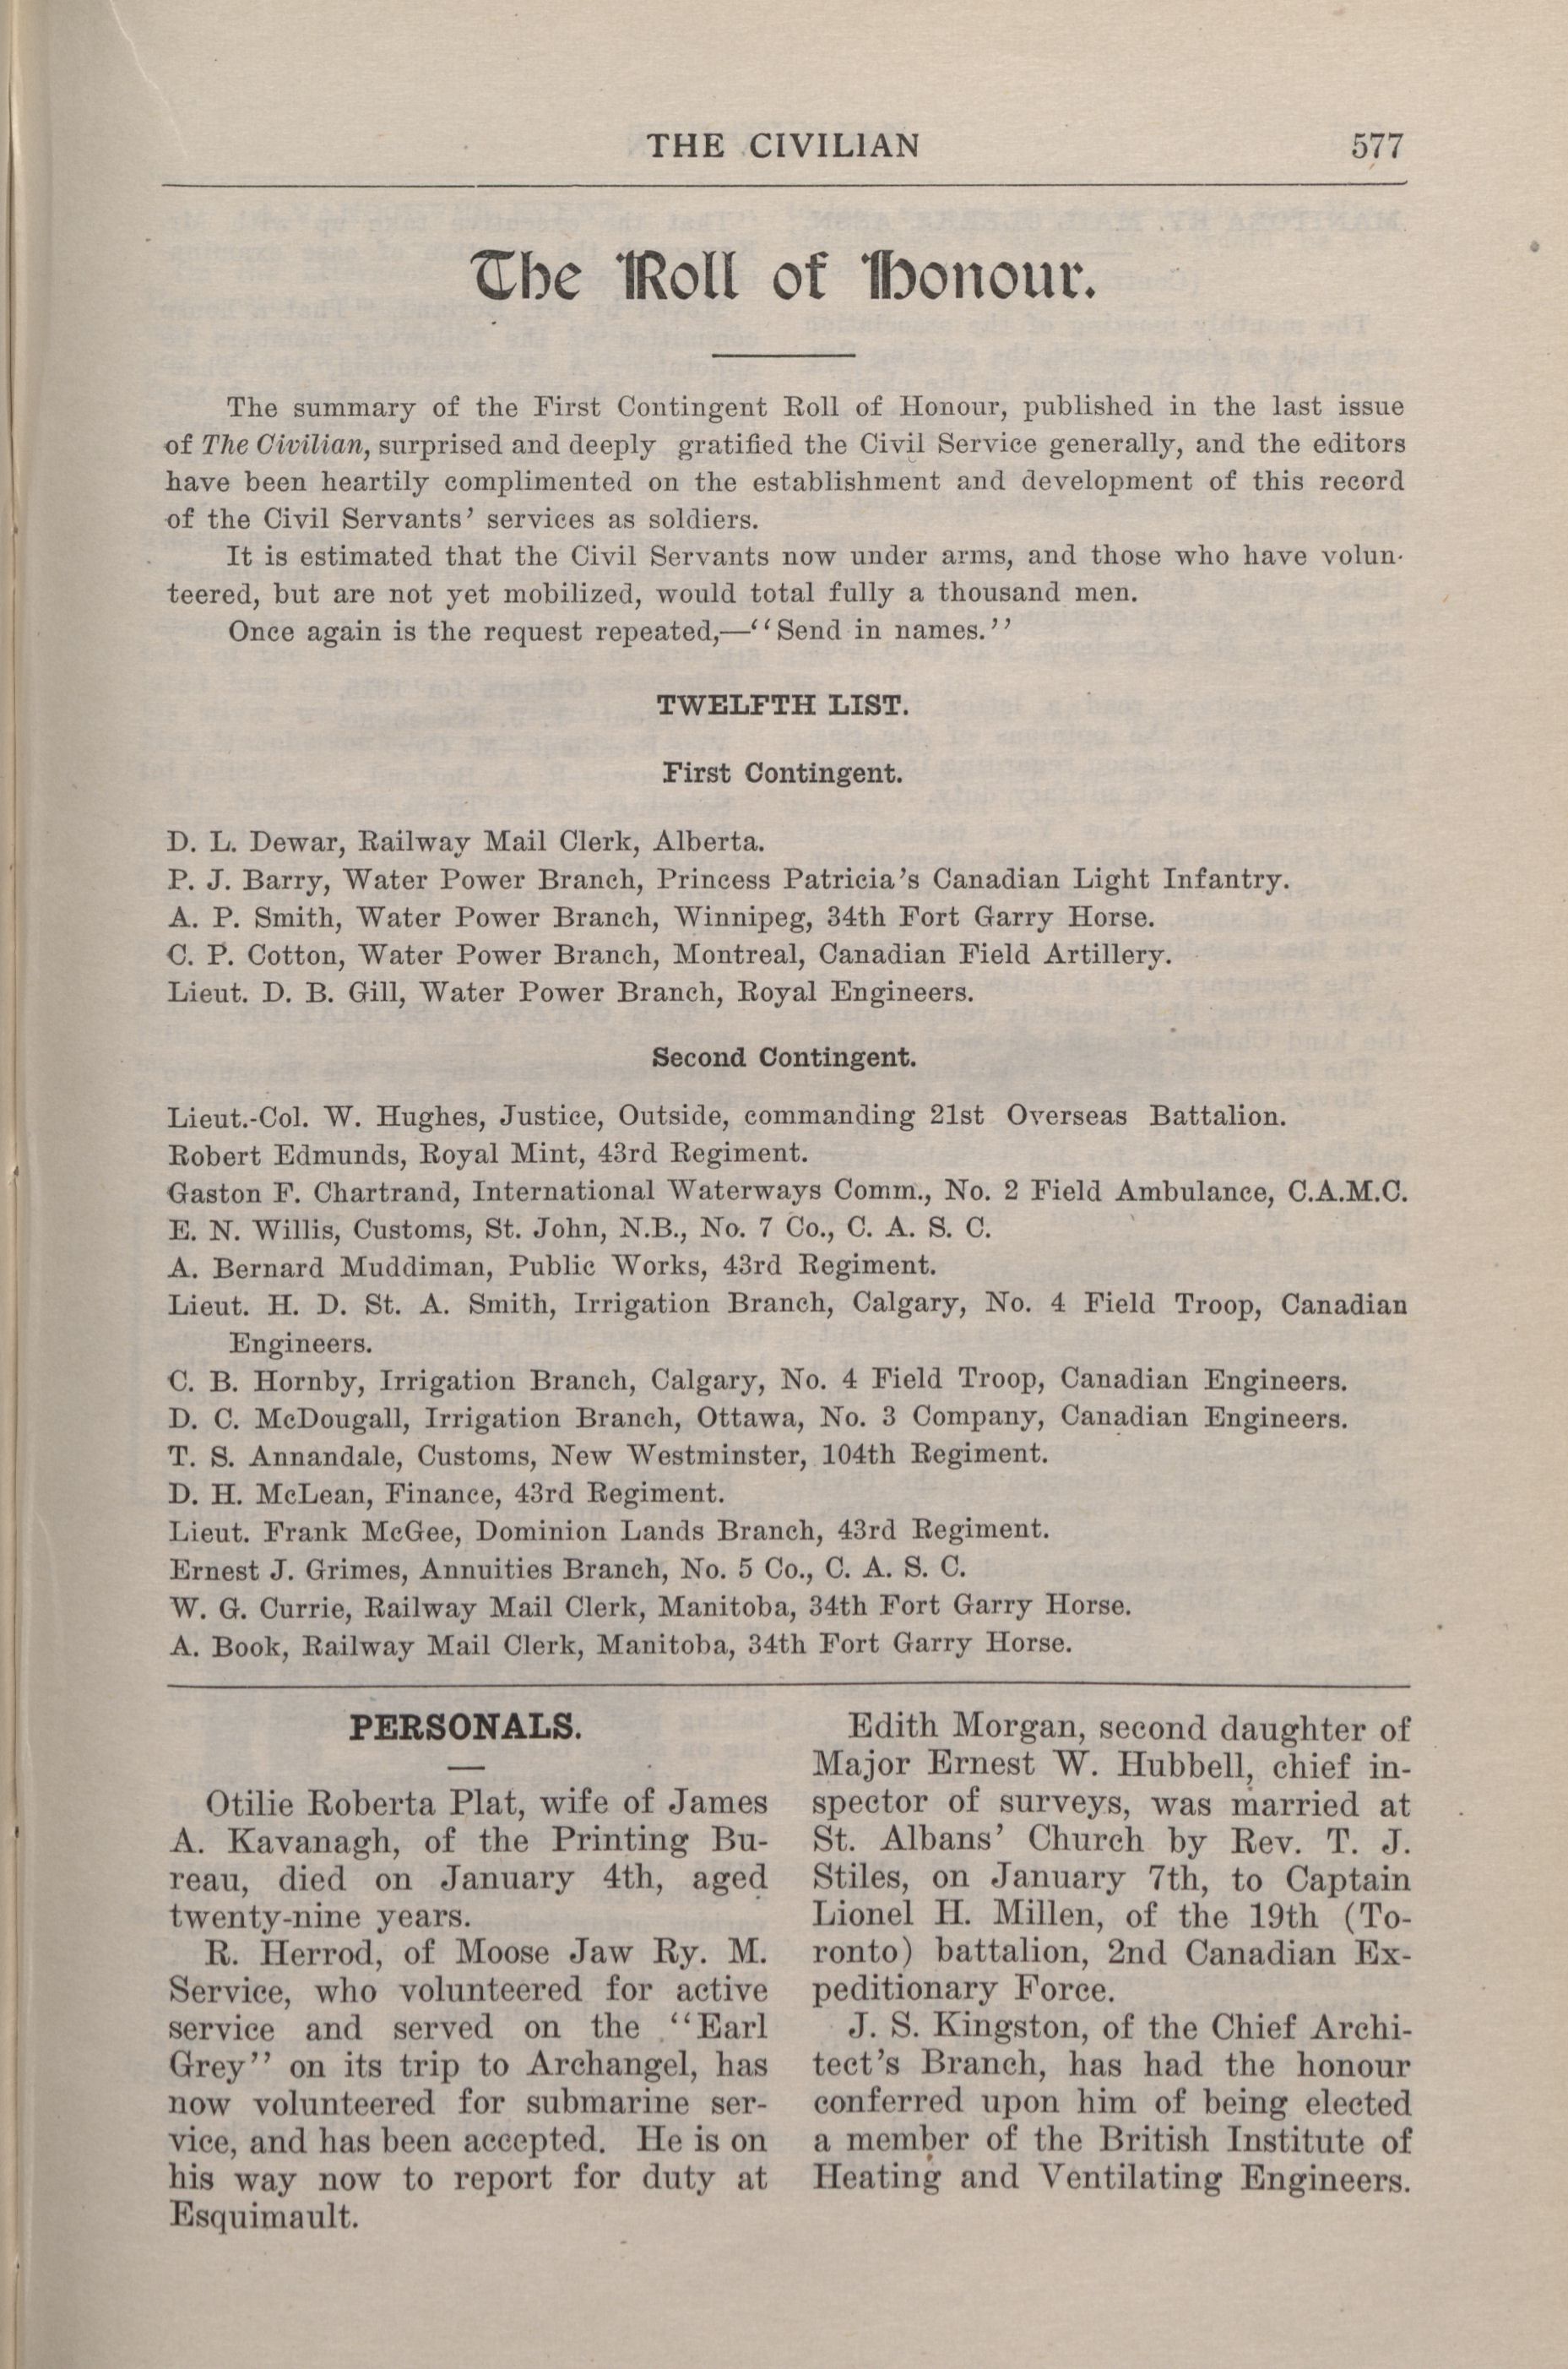 THE CIVILIAN 577
The Roll of Honour.
The summary of the First Contingent Roll of Honour, published in the last issue
of The Civilian, surprised and deeply gratified the Civil Service generally, and the editors
have been heartily complimented on the establishment and development of this record
of the Civil Servants' services as soldiers.
It is estimated that the Civil Servants now under arms, and those who have volun-
teered, but are not yet mobilized, would total fully a thousand men.
Once again is the request repeated,—"Send in names."
TWELFTH LIST.
First Contingent.
D. L. Dewar, Railway Mail Clerk, Alberta.
P. J. Barry, Water Power Branch, Princess Patricia's Canadian Light Infantry.
A. P. Smith, Water Power Branch, Winnipeg, 34th Fort Garry Horse.
C. P. Cotton, Water Power Branch, Montreal, Canadian Field Artillery.
Lieut. D. B. Gill, Water Power Branch, Royal Engineers.
Second Contingent.
Lieut.-Col. W. Hughes, Justice, Outside, commanding 21st Overseas Battalion.
Robert Edmunds, Royal Mint, 43rd Regiment.
Gaston F. Chartrand, International Waterways Comm., No. 2 Field Ambulance, C.A.M.C.
E. N. Willis, Customs, St. John, N.B., No. 7 Co., C. A. S. C.
A. Bernard Muddiman, Public Works, 43rd Regiment.
Lieut. H. D. St. A. Smith, Irrigation Branch, Calgary, No. 4 Field Troop, Canadian
Engineers.
C. B. Hornby, Irrigation Branch, Calgary, No. 4 Field Troop, Canadian Engineers.
D. C. McDougall, Irrigation Branch, Ottawa, No. 3 Company, Canadian Engineers.
T. S. Annandale, Customs, New Westminster, 104th Regiment.
D. H. McLean, Finance, 43rd Regiment.
Lieut. Frank McGee, Dominion Lands Branch, 43rd Regiment.
Ernest J. Grimes, Annuities Branch, No. 5 Co., C. A. S. C.
W. G. Currie, Railway Mail Clerk, Manitoba, 34th Fort Garry Horse.
A. Book, Railway Mail Clerk, Manitoba, 34th Fort Garry Horse.
PERSONALS.
Otilie Roberta Plat, wife of James
A. Kavanagh, of the Printing Bu-
reau, died on January 4th, aged
twenty-nine years.
R. Herrod, of Moose Jaw Ry. M.
Service, who volunteered for active
service and served on the "Earl
Grey" on its trip to Archangel, has
now volunteered for submarine ser-
vice, and has been accepted. He is on
his way now to report for duty at
Esquimault.
Edith Morgan, second daughter of
Major Ernest W. Hubbell, chief in-
spector of surveys, was married at
St. Albans' Church by Rev. T. J.
Stiles, on January 7th, to Captain
Lionel H. Millen, of the 19th (To-
ronto) battalion, 2nd Canadian Ex-
peditionary Force.
J. S. Kingston, of the Chief Archi-
tect's Branch, has had the honour
conferred upon him of being elected
a member of the British Institute of
Heating and Ventilating Engineers.